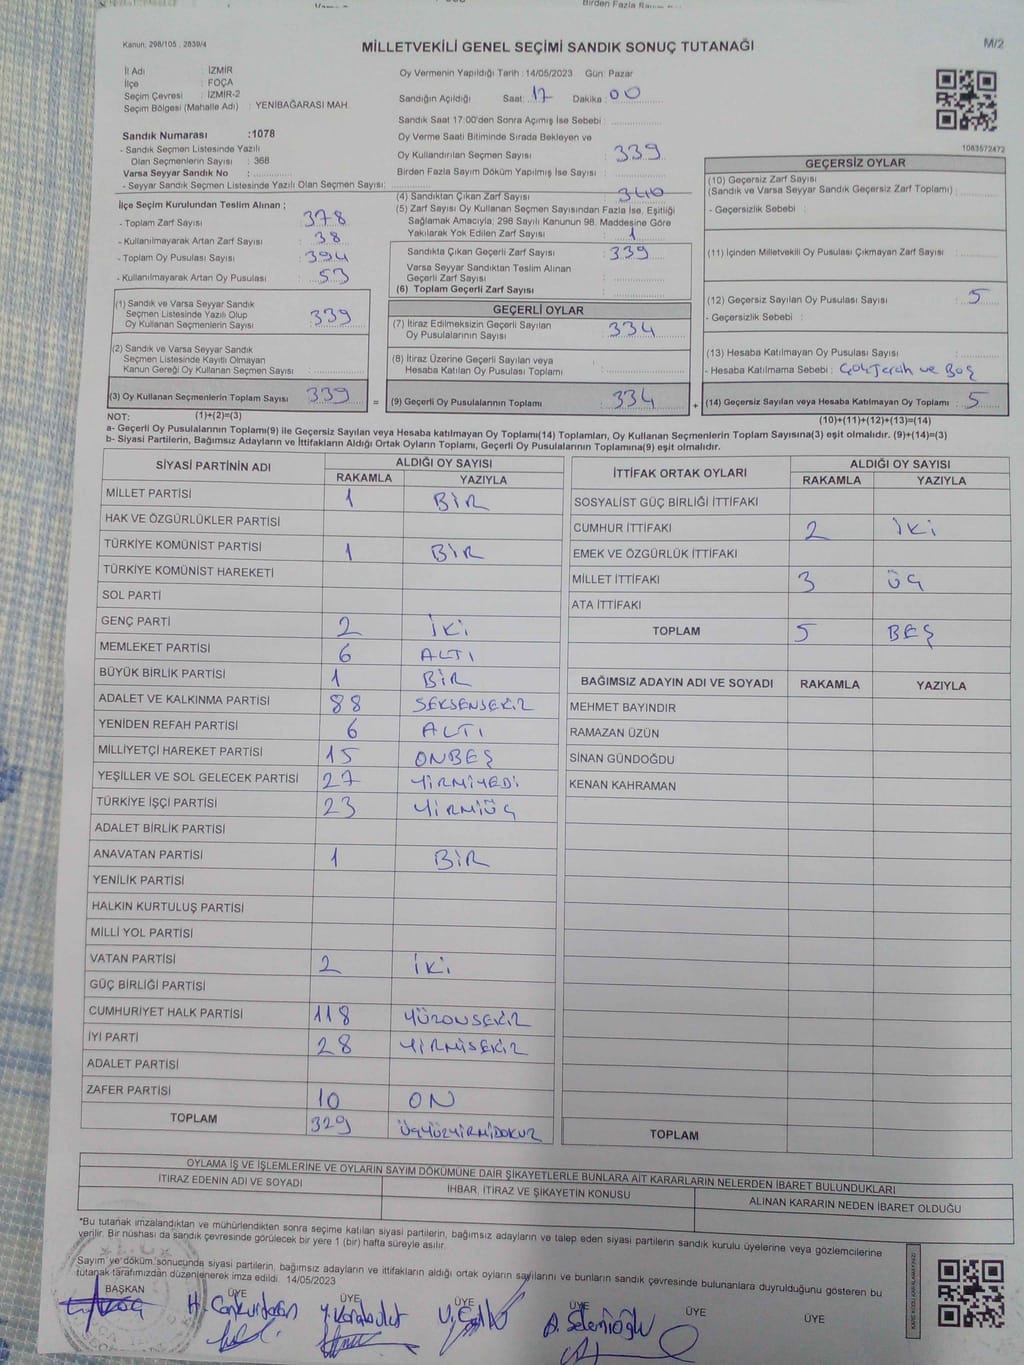 Birden Fazla
Kanun: 298/105 , 2839/4
MİLLETVEKİLİ GENEL SEÇİMİ SANDIK SONUÇ TUTANAĞI
M/2
İl Adı : İZMİR
İlçe : FOÇA
Seçim Çevresi : İZMİR-2
Seçim Bölgesi (Mahalle Adı) : YENİBAĞARASI MAH.
Oy Vermenin Yapıldığı Tarih : 14/05/2023 Gün: Pazar
Sandığın Açıldığı Saat: 17 Dakika : 00
Sandık Saat 17:00'den Sonra Açımış İse Sebebi :
Oy Verme Saati Bitiminde Sırada Bekleyen ve
Oy Kullandırılan Seçmen Sayısı : 339
Birden Fazla Sayım Döküm Yapılmış İse Sayısı :
1083572472
Sandık Numarası :1078
- Sandık Seçmen Listesinde Yazılı
Olan Seçmenlerin Sayısı : 368
Varsa Seyyar Sandık No :
- Seyyar Sandık Seçmen Listesinde Yazılı Olan Seçmen Sayısı:
İlçe Seçim Kurulundan Teslim Alınan ;
- Toplam Zarf Sayısı : 378
- Kullanılmayarak Artan Zarf Sayısı : 38
- Toplam Oy Pusulası Sayısı : 394
- Kullanılmayarak Artan Oy Pusulası : 53
(1) Sandık ve Varsa Seyyar Sandık
Seçmen Listesinde Yazılı Olup
Oy Kullanan Seçmenlerin Sayısı : 339
(2) Sandık ve Varsa Seyyar Sandık
Seçmen Listesinde Kayıtlı Olmayan
Kanun Gereği Oy Kullanan Seçmen Sayısı :
(3) Oy Kullanan Seçmenlerin Toplam Sayısı : 339
(1)+(2)=(3)
(4) Sandıktan Çıkan Zarf Sayısı : 340
(5) Zarf Sayısı Oy Kullanan Seçmen Sayısından Fazla İse, Eşitliği
Sağlamak Amacıyla; 298 Sayılı Kanunun 98. Maddesine Göre
Yakılarak Yok Edilen Zarf Sayısı : 1
Sandıkta Çıkan Geçerli Zarf Sayısı : 339
Varsa Seyyar Sandıktan Teslim Alınan
Geçerli Zarf Sayısı :
(6) Toplam Geçerli Zarf Sayısı :
GEÇERLİ OYLAR
(7) İtiraz Edilmeksizin Geçerli Sayılan
Oy Pusulalarının Sayısı : 334
(8) İtiraz Üzerine Geçerli Sayılan veya
Hesaba Katılan Oy Pusulası Toplamı :
= (9) Geçerli Oy Pusulalarının Toplamı : 334 +
GEÇERSİZ OYLAR
(10) Geçersiz Zarf Sayısı
(Sandık ve Varsa Seyyar Sandık Geçersiz Zarf Toplamı) :
- Geçersizlik Sebebi :
(11) İçinden Milletvekili Oy Pusulası Çıkmayan Zarf Sayısı :
(12) Geçersiz Sayılan Oy Pusulası Sayısı : 5
- Geçersizlik Sebebi :
(13) Hesaba Katılmayan Oy Pusulası Sayısı :
- Hesaba Katılmama Sebebi : ve Boş
(14) Geçersiz Sayılan veya Hesaba Katılmayan Oy Toplamı : 5
(10)+(11)+(12)+(13)=(14)
NOT:
a- Geçerli Oy Pusulalarının Toplamı(9) ile Geçersiz Sayılan veya Hesaba katılmayan Oy Toplamı(14) Toplamları, Oy Kullanan Seçmenlerin Toplam Sayısına(3) eşit olmalıdır. (9)+(14)=(3)
b- Siyasi Partilerin, Bağımsız Adayların ve İttifakların Aldığı Ortak Oyların Toplamı, Geçerli Oy Pusulalarının Toplamına(9) eşit olmalıdır.
SİYASİ PARTİNİN ADI ALDIĞI OY SAYISI
RAKAMLA YAZIYLA
MİLLET PARTİSİ 1 BİR
HAK VE ÖZGÜRLÜKLER PARTİSİ
TÜRKİYE KOMÜNİST PARTİSİ 1 BİR
TÜRKİYE KOMÜNİST HAREKETİ
SOL PARTİ
GENÇ PARTİ 2 İKİ
MEMLEKET PARTİSİ 6 ALTI
BÜYÜK BİRLİK PARTİSİ 1 BİR
ADALET VE KALKINMA PARTİSİ 88 SEKSENSEKİZ
YENİDEN REFAH PARTİSİ 6 ALTI
MİLLİYETÇİ HAREKET PARTİSİ 15 ONBEŞ
YEŞİLLER VE SOL GELECEK PARTİSİ 27 YİRMİYEDİ
TÜRKİYE İŞÇİ PARTİSİ 23 YİRMİÜÇ
ADALET BİRLİK PARTİSİ
ANAVATAN PARTİSİ 1 BİR
YENİLİK PARTİSİ
HALKIN KURTULUŞ PARTİSİ
MİLLİ YOL PARTİSİ
VATAN PARTİSİ 2 İKİ
GÜÇ BİRLİĞİ PARTİSİ
CUMHURİYET HALK PARTİSİ 118 YÜZONSEKİZ
İYİ PARTİ 28 YİRMİSEKİZ
ADALET PARTİSİ
ZAFER PARTİSİ 10 ON
TOPLAM 329 ÜÇYÜZYİRMİDOKUZ
İTTİFAK ORTAK OYLARI ALDIĞI OY SAYISI
RAKAMLA YAZIYLA
SOSYALİST GÜÇ BİRLİĞİ İTTİFAKI
CUMHUR İTTİFAKI 2 İKİ
EMEK VE ÖZGÜRLÜK İTTİFAKI
MİLLET İTTİFAKI 3 ÜÇ
ATA İTTİFAKI
TOPLAM 5 BEŞ
BAĞIMSIZ ADAYIN ADI VE SOYADI RAKAMLA YAZIYLA
MEHMET BAYINDIR
RAMAZAN ÜZÜN
SİNAN GÜNDOĞDU
KENAN KAHRAMAN
TOPLAM
OYLAMA İŞ VE İŞLEMLERİNE VE OYLARIN SAYIM DÖKÜMÜNE DAİR ŞİKAYETLERLE BUNLARA AİT KARARLARIN NELERDEN İBARET BULUNDUKLARI
İTİRAZ EDENİN ADI VE SOYADI İHBAR, İTİRAZ VE ŞİKAYETİN KONUSU ALINAN KARARIN NEDEN İBARET OLDUĞU
*Bu tutanak imzalandıktan ve mühürlendikten sonra seçime katılan siyasi partilerin, bağımsız adayların ve talep eden siyasi partilerin sandık kurulu üyelerine veya gözlemcilerine
verilir. Bir nüshası da sandık çevresinde görülecek bir yere 1 (bir) hafta süreyle asılır.
Sayım ve döküm sonucunda siyasi partilerin, bağımsız adayların ve ittifakların aldığı ortak oyların sayılarını ve bunların sandık çevresinde bulunanlara duyurulduğunu gösteren bu
tutanak tarafımızdan düzenlenerek imza edildi. 14/05/2023
BAŞKAN ÜYE ÜYE ÜYE ÜYE ÜYE ÜYE
H. Cankurdaran Y. Karabulut A. Selemioğlu